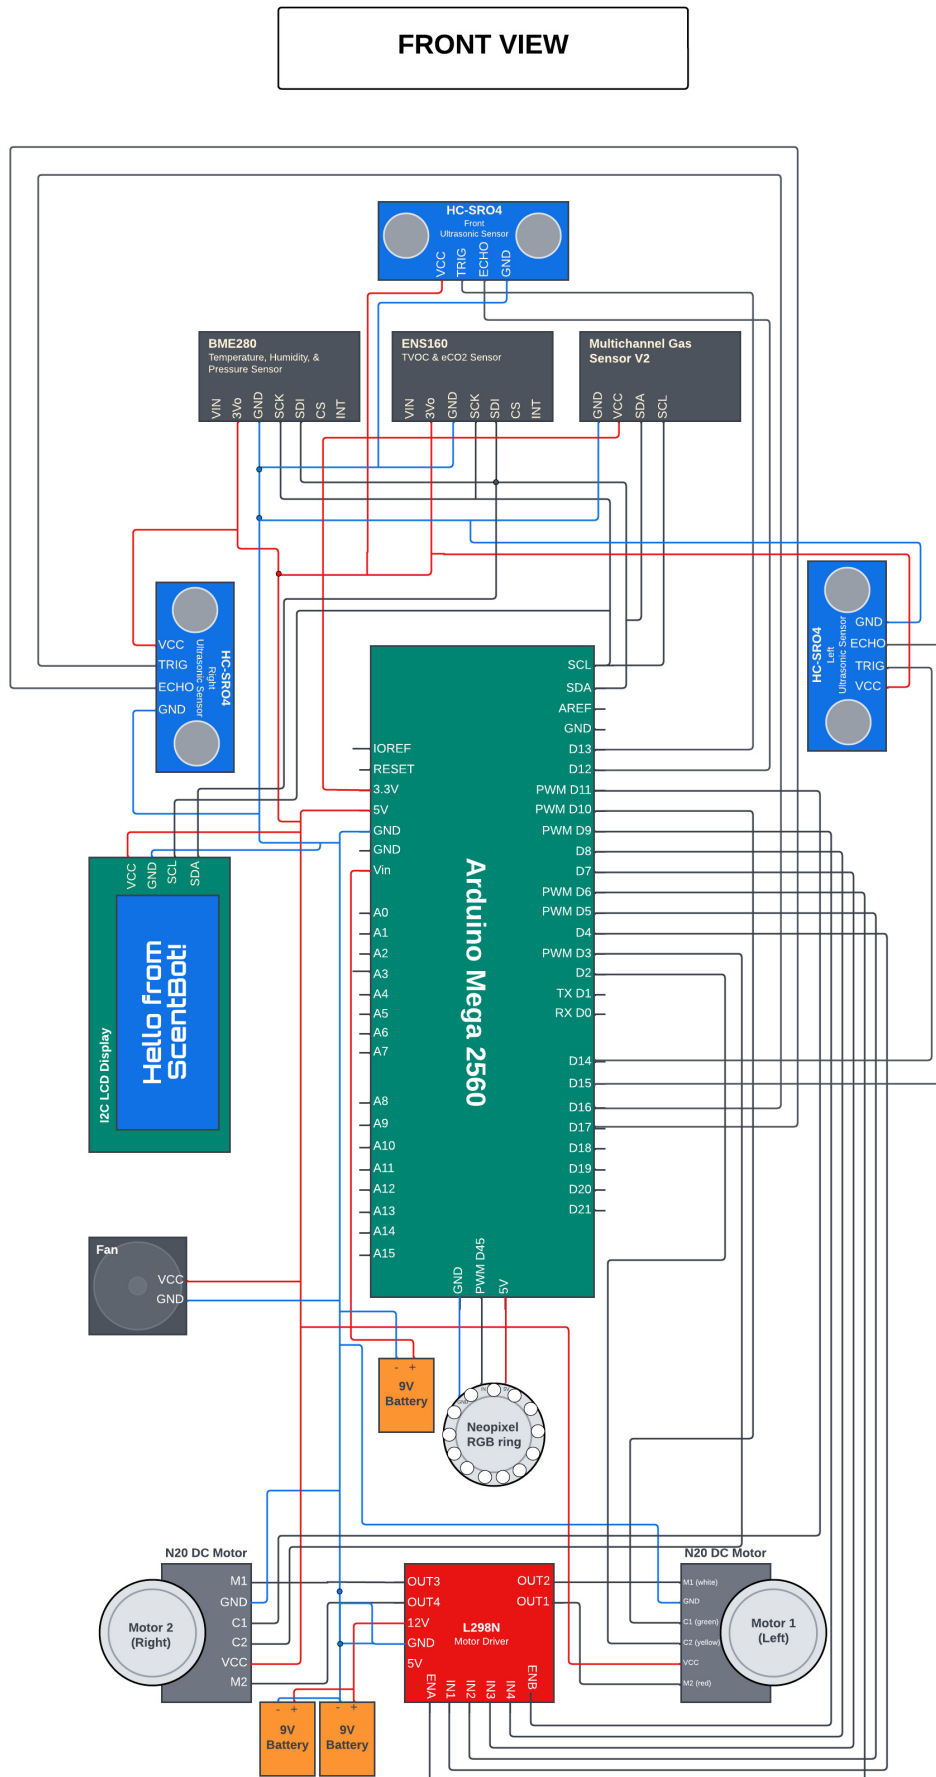 FRONT VIEW
HC-SRO4
Front
Ultrasonic Sensor
VCC
TRIG
ECHO
GND
BME280
Temperature, Humidity, &
Pressure Sensor
VIN
3Vo
GND
SCK
SDI
CS
INT
ENS160
TVOC & eCO2 Sensor
VIN
3Vo
GND
SCK
SDI
CS
INT
Multichannel Gas
Sensor V2
GND
VCC
SDA
SCL
HC-SRO4
Right
Ultrasonic Sensor
VCC
TRIG
ECHO
GND
HC-SRO4
Left
Ultrasonic Sensor
GND
ECHO
TRIG
VCC
Arduino Mega 2560
IOREF
RESET
3.3V
5V
GND
GND
Vin
A0
A1
A2
A3
A4
A5
A6
A7
A8
A9
A10
A11
A12
A13
A14
A15
SCL
SDA
AREF
GND
D13
D12
PWM D11
PWM D10
PWM D9
D8
D7
PWM D6
PWM D5
D4
PWM D3
D2
TX D1
RX D0
D14
D15
D16
D17
D18
D19
D20
D21
GND
PWM D45
5V
VCC
GND
SCL
SDA
I2C LCD Display
Hello from
ScentBot!
Fan
VCC
GND
- +
9V
Battery
Neopixel
RGB ring
N20 DC Motor
Motor 2
(Right)
M1
GND
C1
C2
VCC
M2
OUT3
OUT4
12V
GND
5V
OUT2
OUT1
L298N
Motor Driver
ENA
IN1
IN2
IN3
IN4
ENB
N20 DC Motor
M1 (white)
GND
C1 (green)
C2 (yellow)
VCC
M2 (red)
Motor 1
(Left)
- +
9V
Battery
- +
9V
Battery